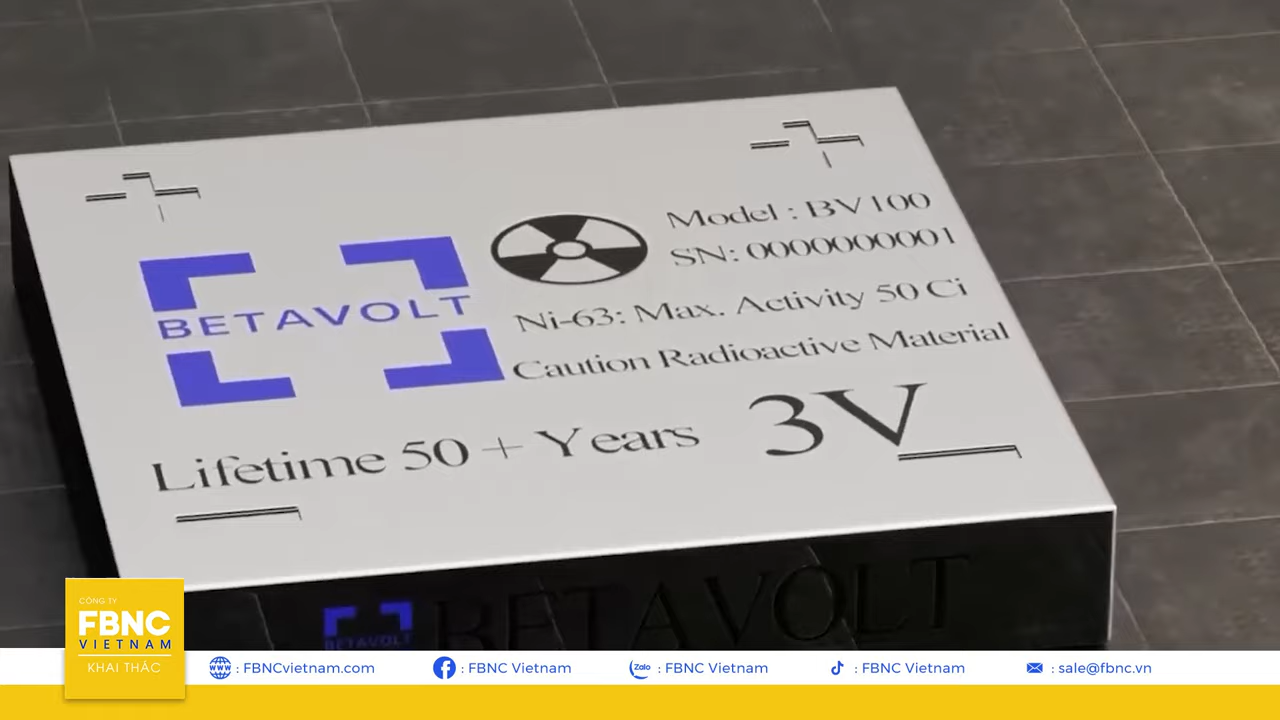 Model : BV100
SN: 0000000001
BETAVOLT
Ni-63: Max. Activity 50 Ci
Caution Radioactive Material
Lifetime 50 + Years
3V
BETAVOLT
BETAVOLT
CÔNG TY
FBNC
VIETNAM
KHAI THÁC
: FBNCvietnam.com
: FBNC Vietnam
Zalo : FBNC Vietnam
: FBNC Vietnam
: sale@fbnc.vn